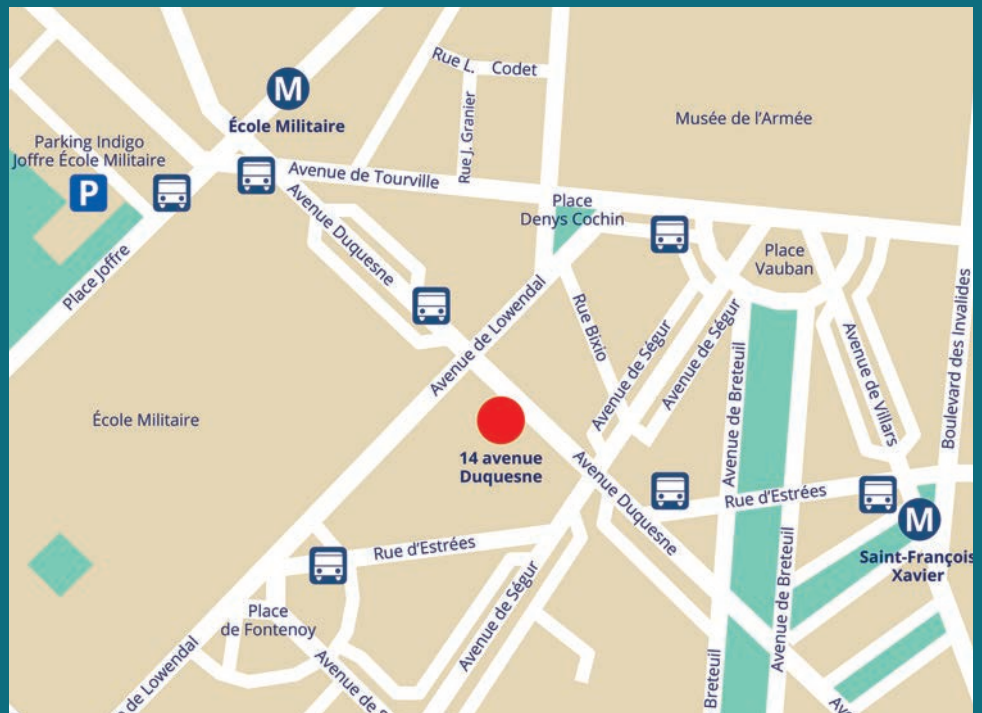 Rue L. Codet
M
École Militaire
Rue J. Granier
Musée de l'Armée
Parking Indigo
Joffre École Militaire
P
Avenue de Tourville
Avenue Duquesne
Place
Denys Cochin
Place
Vauban
Place Joffre
Avenue de Lowendal
Rue Bixio
Avenue de Ségur
Avenue de Ségur
Avenue de Breteuil
Avenue de Villars
Boulevard des Invalides
École Militaire
14 avenue
Duquesne
Avenue Duquesne
Rue d'Estrées
M
Saint-François
Xavier
Rue d'Estrées
Avenue de Ségur
Avenue de Breteuil
Place
de Fontenoy
de Lowendal
Avenue de
Breteuil